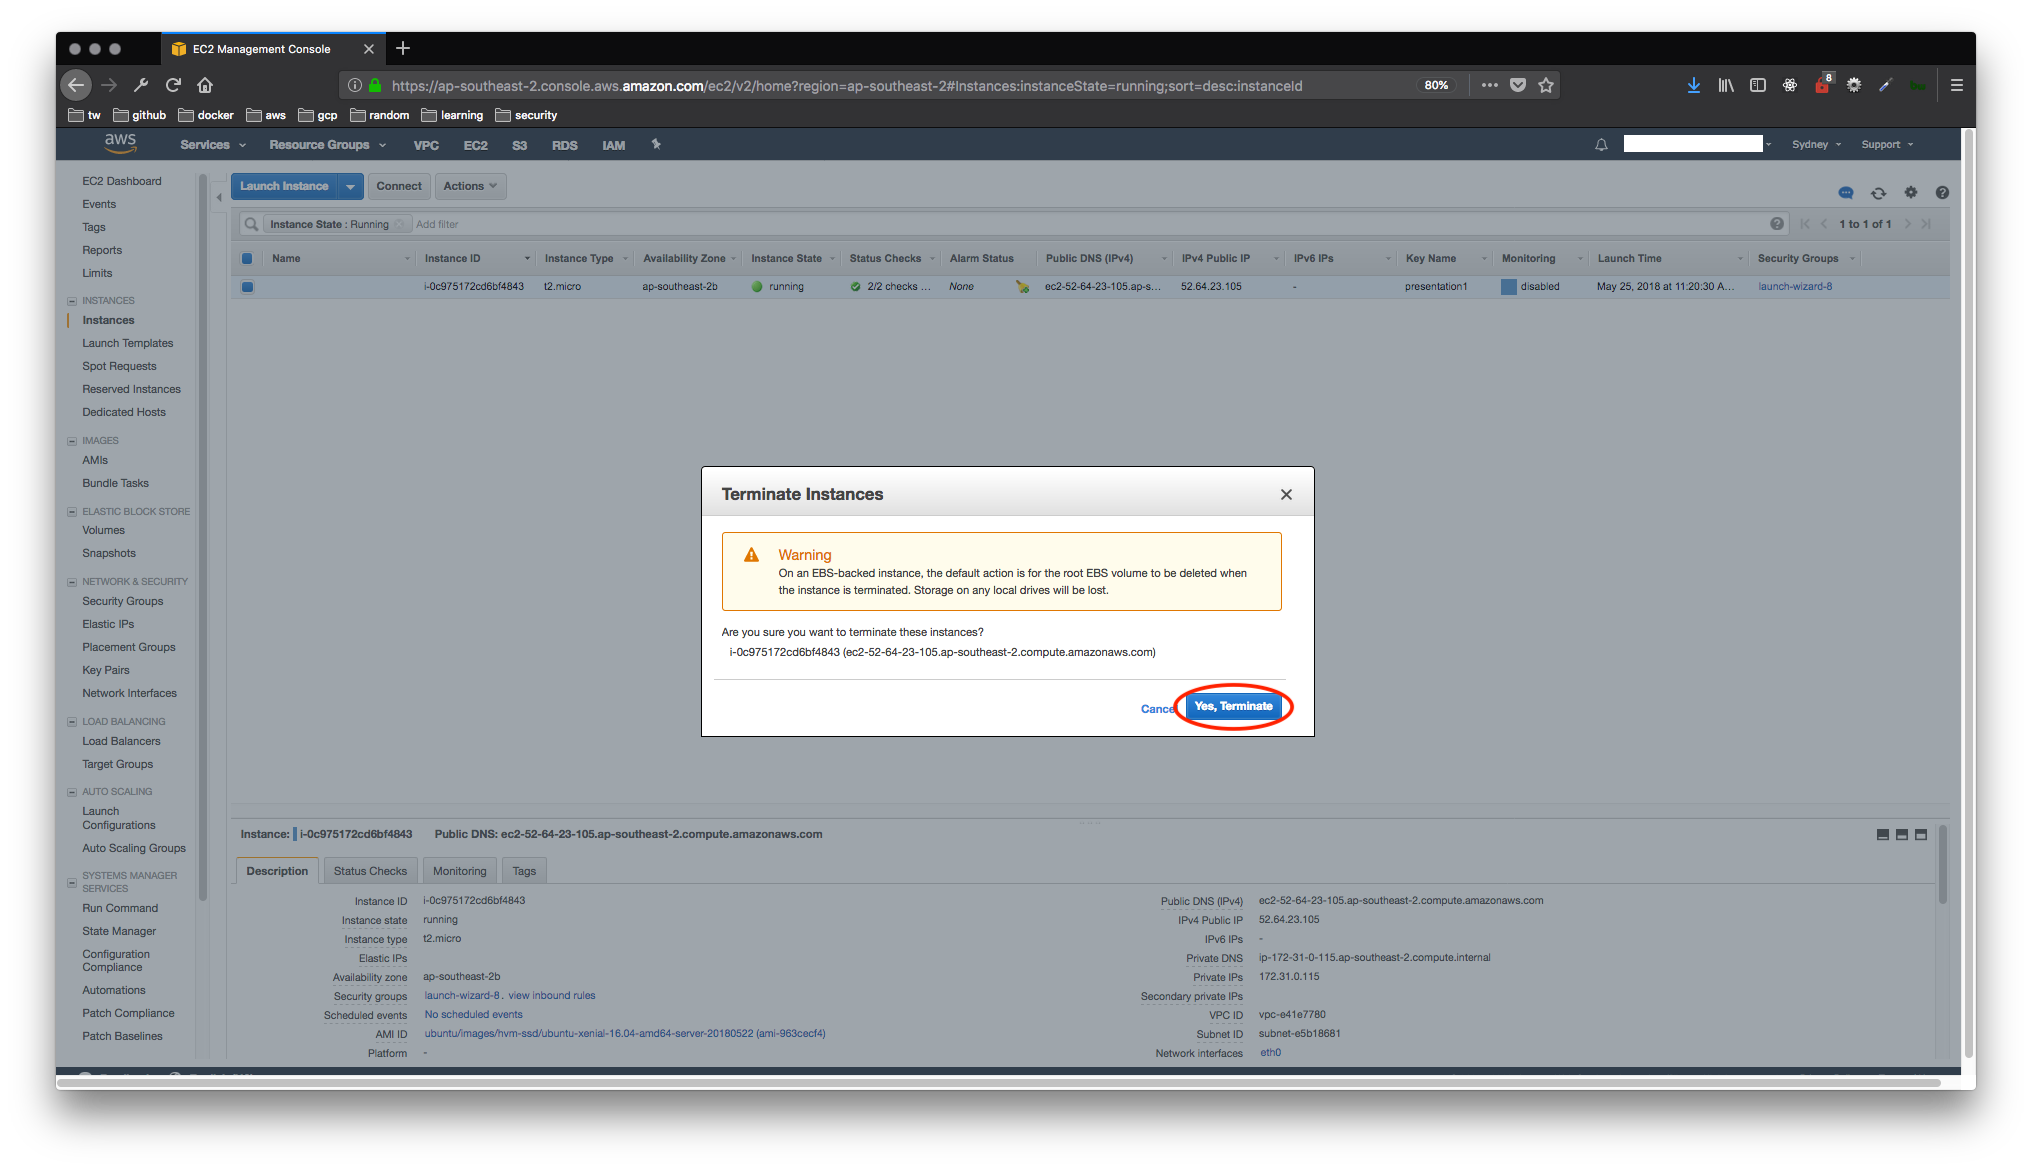 EC2 Management Console
https://ap-southeast-2.console.aws.amazon.com/ec2/v2/home?region=ap-southeast-2#Instances:instanceState=running;sort=desc:instanceId 80% 8
tw github docker aws gcp random learning security
aws Services Resource Groups VPC EC2 S3 RDS IAM Sydney Support
EC2 Dashboard
Events
Tags
Reports
Limits
INSTANCES
Instances
Launch Templates
Spot Requests
Reserved Instances
Dedicated Hosts
IMAGES
AMIs
Bundle Tasks
ELASTIC BLOCK STORE
Volumes
Snapshots
NETWORK & SECURITY
Security Groups
Elastic IPs
Placement Groups
Key Pairs
Network Interfaces
LOAD BALANCING
Load Balancers
Target Groups
AUTO SCALING
Launch
Configurations
Auto Scaling Groups
SYSTEMS MANAGER
SERVICES
Run Command
State Manager
Configuration
Compliance
Automations
Patch Compliance
Patch Baselines
Launch Instance Connect Actions
Instance State : Running Add filter 1 to 1 of 1
Name Instance ID Instance Type Availability Zone Instance State Status Checks Alarm Status Public DNS (IPv4) IPv4 Public IP IPv6 IPs Key Name Monitoring Launch Time Security Groups
i-0c975172cd6bf4843 t2.micro ap-southeast-2b running 2/2 checks ... None ec2-52-64-23-105.ap-s... 52.64.23.105 - presentation1 disabled May 25, 2018 at 11:20:30 A... launch-wizard-8
Terminate Instances
Warning
On an EBS-backed instance, the default action is for the root EBS volume to be deleted when
the instance is terminated. Storage on any local drives will be lost.
Are you sure you want to terminate these instances?
i-0c975172cd6bf4843 (ec2-52-64-23-105.ap-southeast-2.compute.amazonaws.com)
Cance Yes, Terminate
Instance: i-0c975172cd6bf4843 Public DNS: ec2-52-64-23-105.ap-southeast-2.compute.amazonaws.com
Description Status Checks Monitoring Tags
Instance ID i-0c975172cd6bf4843
Instance state running
Instance type t2.micro
Elastic IPs
Availability zone ap-southeast-2b
Security groups launch-wizard-8. view inbound rules
Scheduled events No scheduled events
AMI ID ubuntu/images/hvm-ssd/ubuntu-xenial-16.04-amd64-server-20180522 (ami-963cecf4)
Platform -
Public DNS (IPv4) ec2-52-64-23-105.ap-southeast-2.compute.amazonaws.com
IPv4 Public IP 52.64.23.105
IPv6 IPs -
Private DNS ip-172-31-0-115.ap-southeast-2.compute.internal
Private IPs 172.31.0.115
Secondary private IPs
VPC ID vpc-e41e7780
Subnet ID subnet-e5b18681
Network interfaces eth0